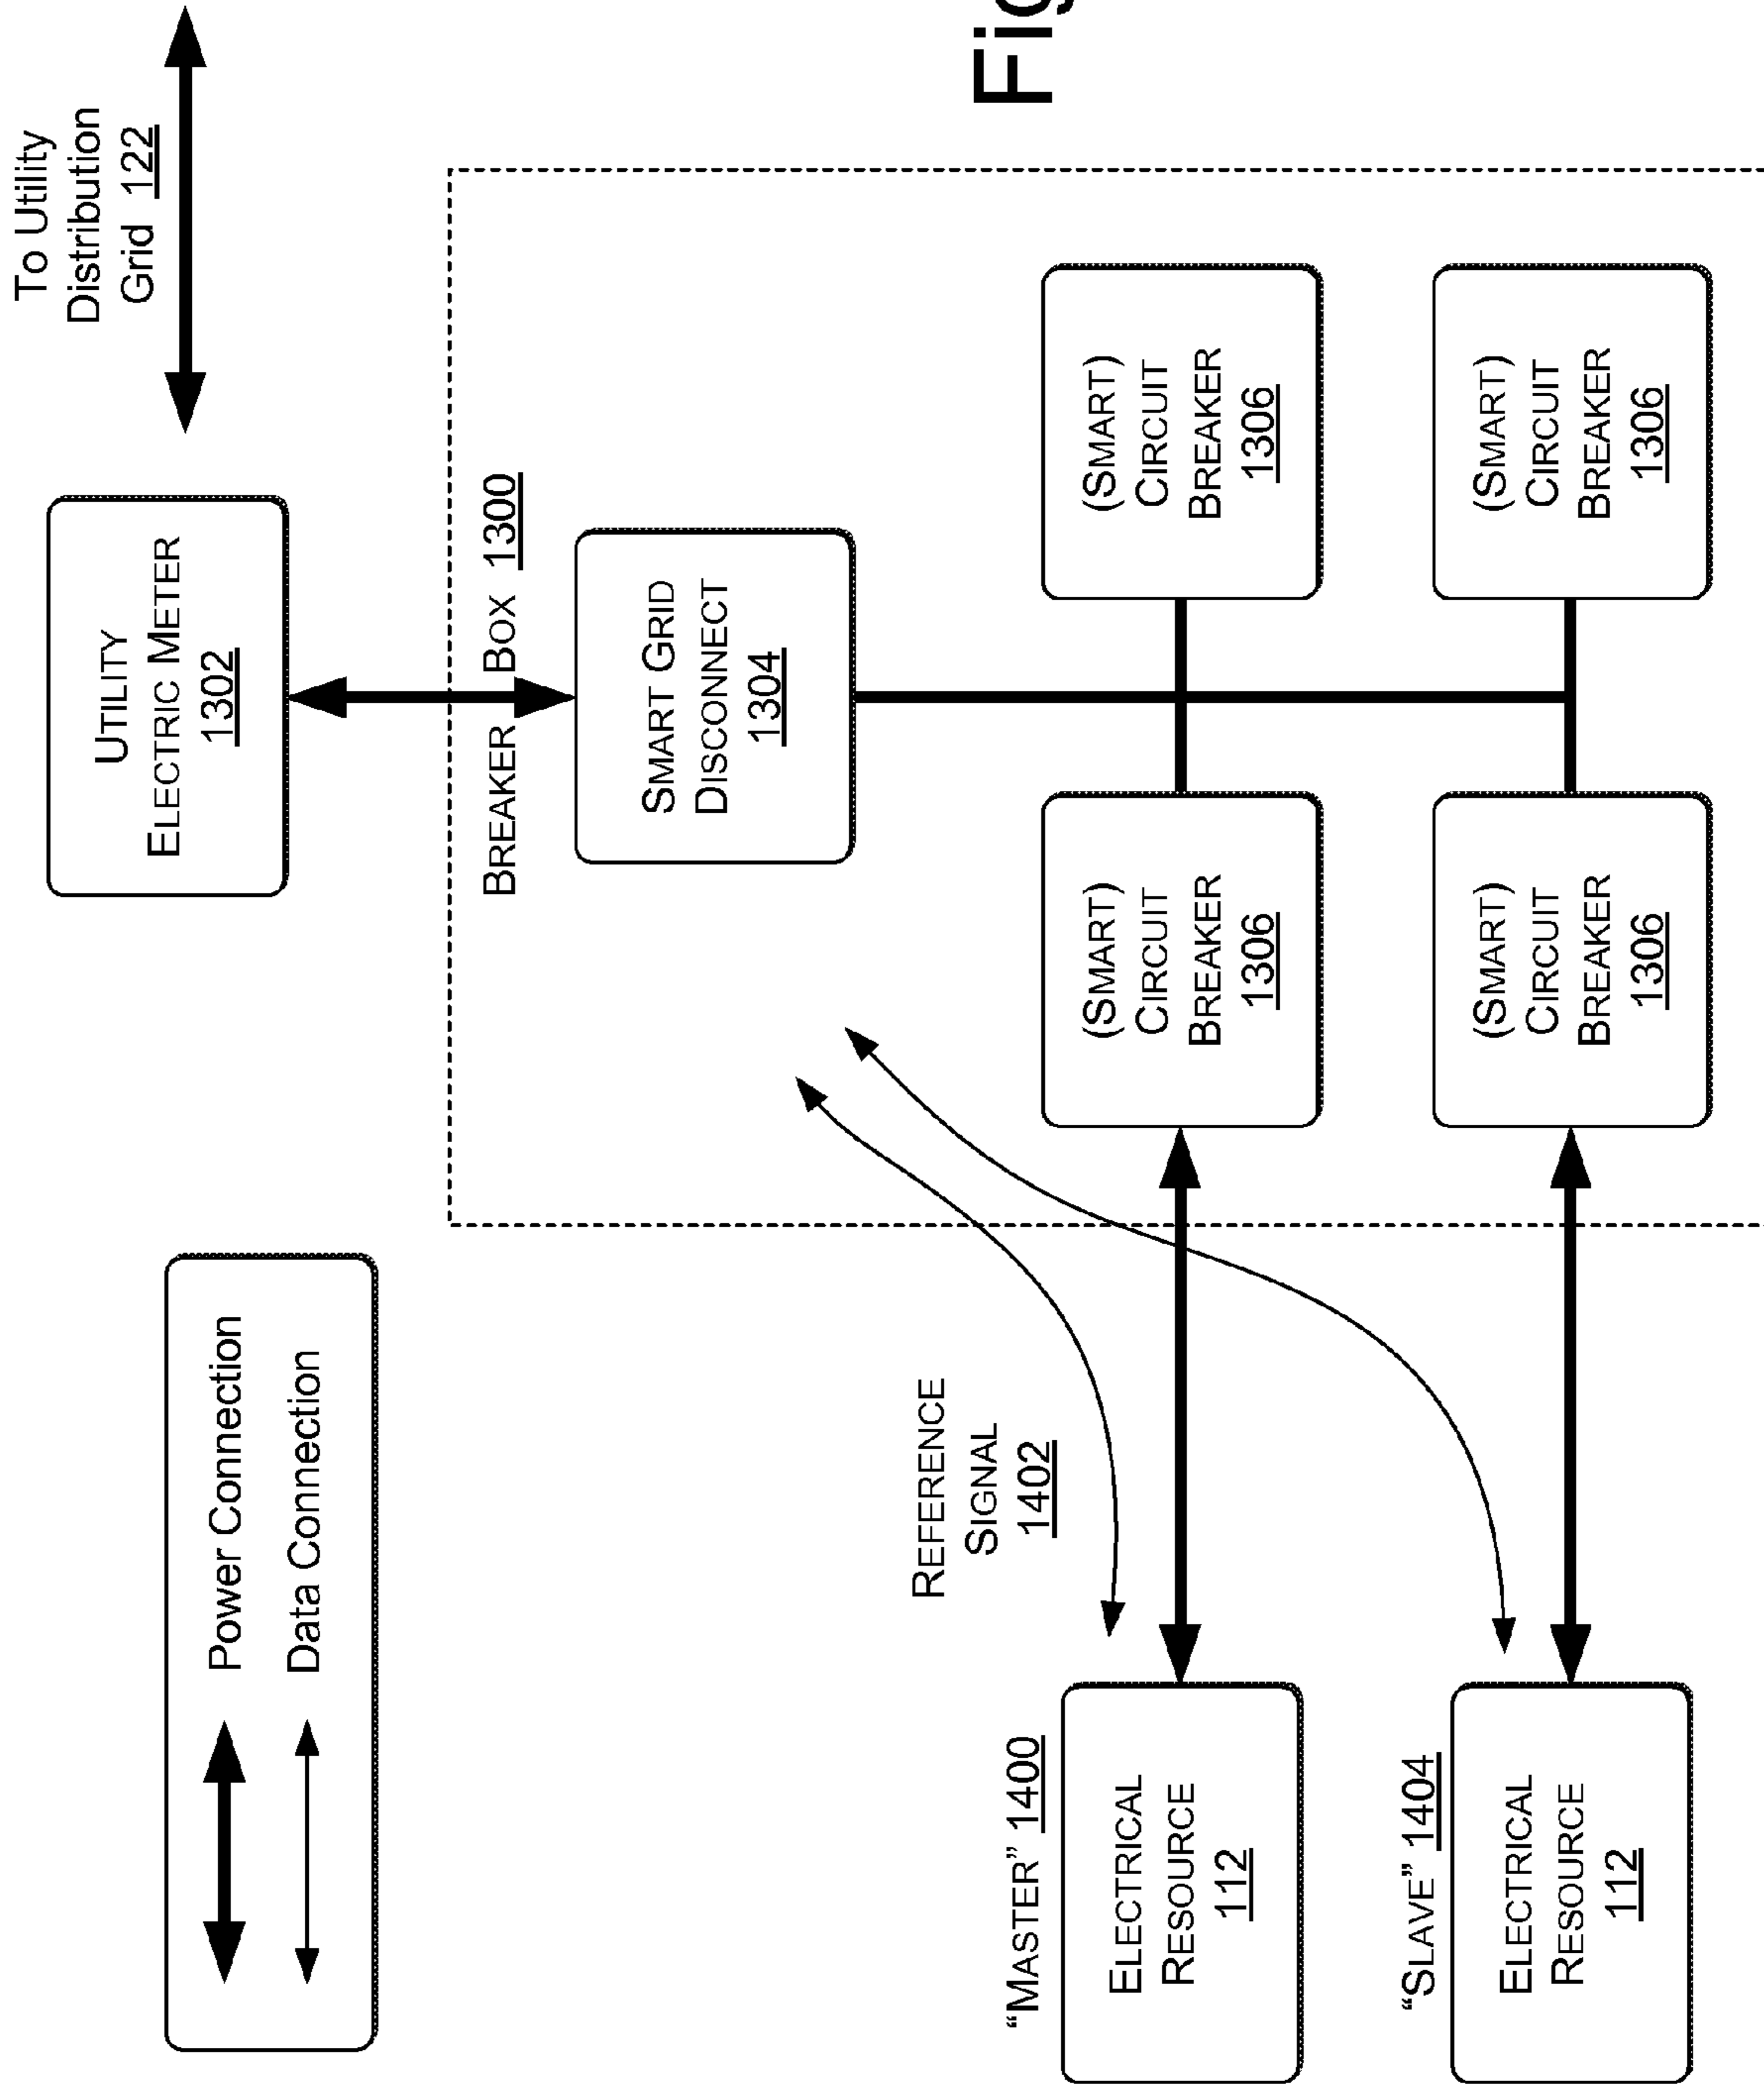 Power Connection
Data Connection
To Utility
Distribution
Grid 122
UTILITY
ELECTRIC METER
1302
BREAKER BOX 1300
SMART GRID
DISCONNECT
1304
REFERENCE
SIGNAL
1402
"MASTER" 1400
ELECTRICAL
RESOURCE
112
(SMART)
CIRCUIT
BREAKER
1306
(SMART)
CIRCUIT
BREAKER
1306
"SLAVE" 1404
ELECTRICAL
RESOURCE
112
(SMART)
CIRCUIT
BREAKER
1306
(SMART)
CIRCUIT
BREAKER
1306
Fig